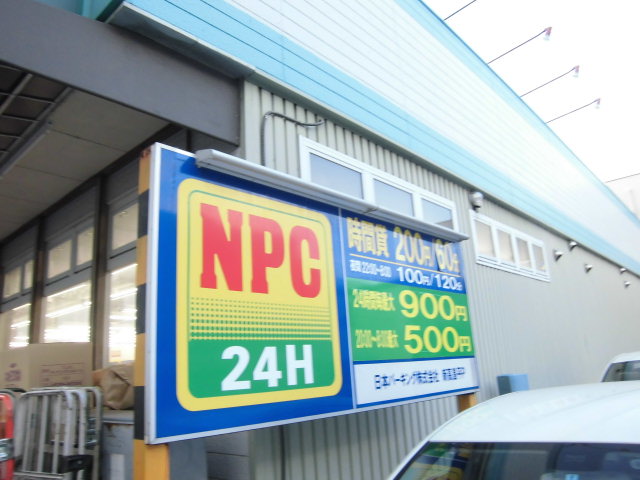 NPC
24H
時間貸 200円/60分
夜間 22:00~8:00 100円/120分
24時間最大 900円
20:00~8:00最大 500円
日本パーキング株式会社